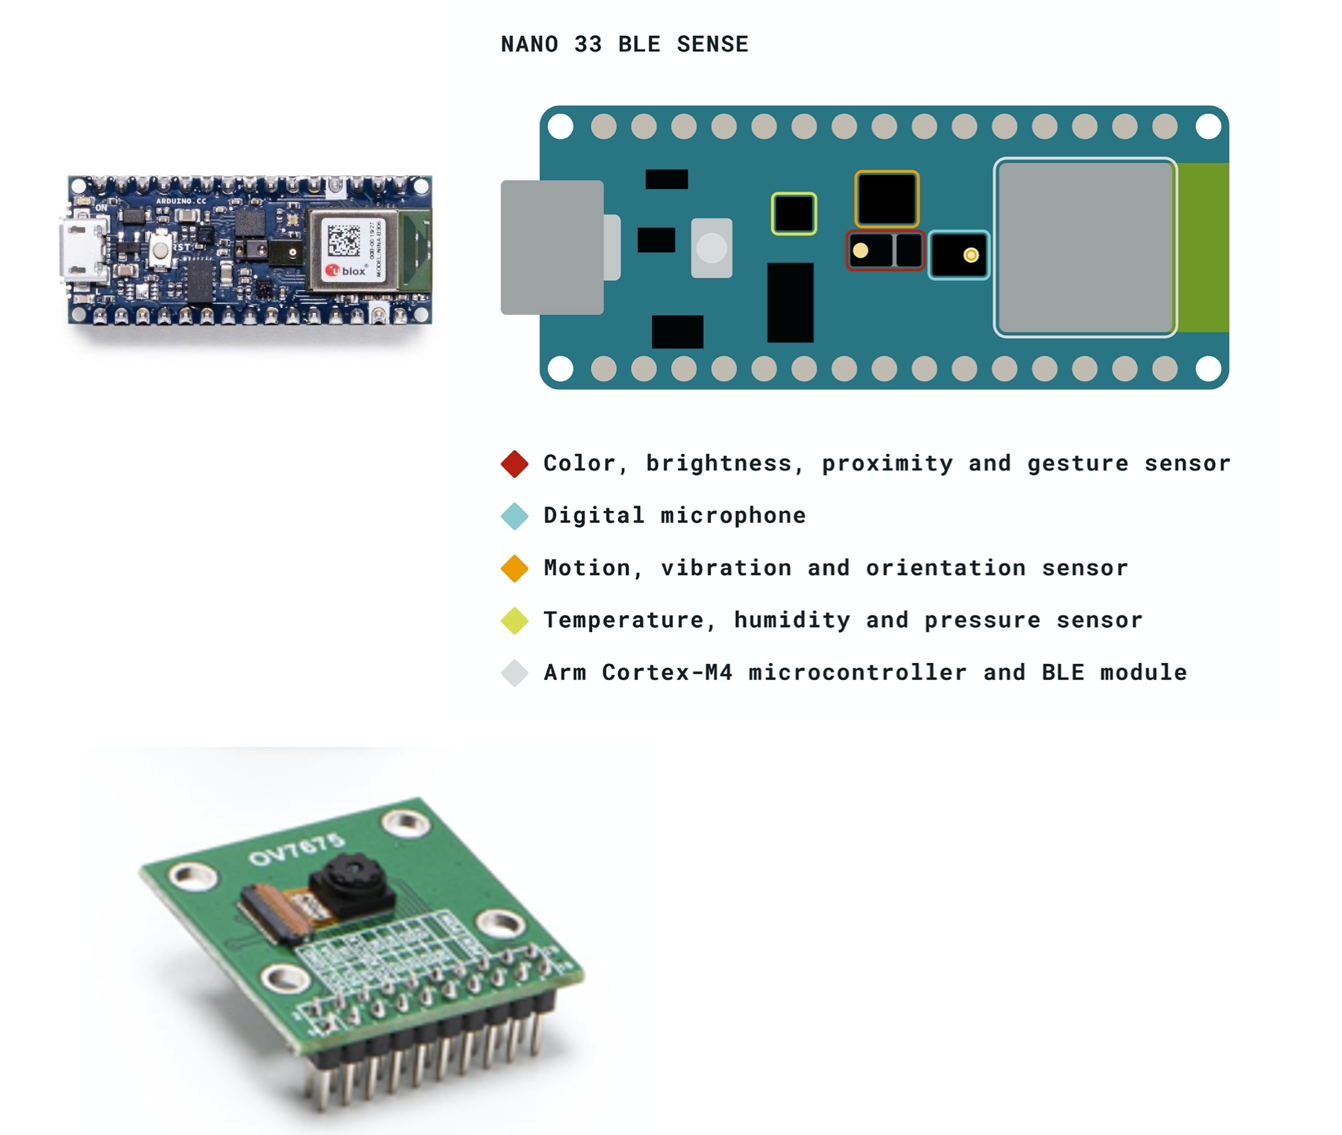 NANO 33 BLE SENSE
ARDUINO.CC
ON
RST
blox
Color, brightness, proximity and gesture sensor
Digital microphone
Motion, vibration and orientation sensor
Temperature, humidity and pressure sensor
Arm Cortex-M4 microcontroller and BLE module
OV7675